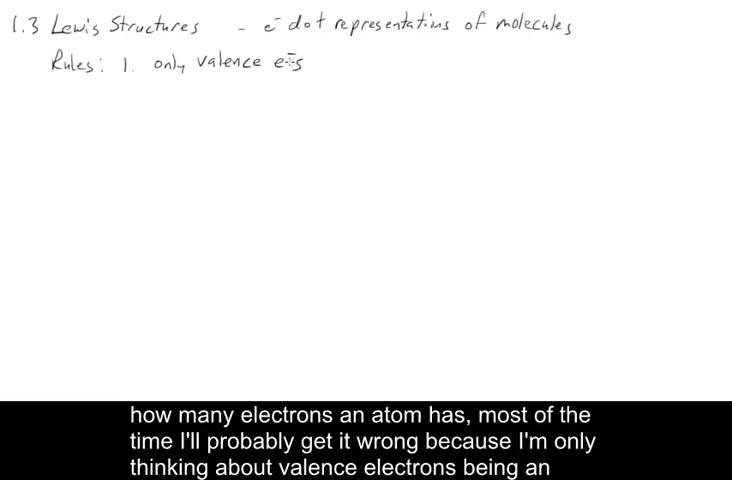 1.3 Lewis Structures - e⁻ dot representations of molecules
Rules: 1. only valence e⁻'s
how many electrons an atom has, most of the
time I'll probably get it wrong because I'm only
thinking about valence electrons being an